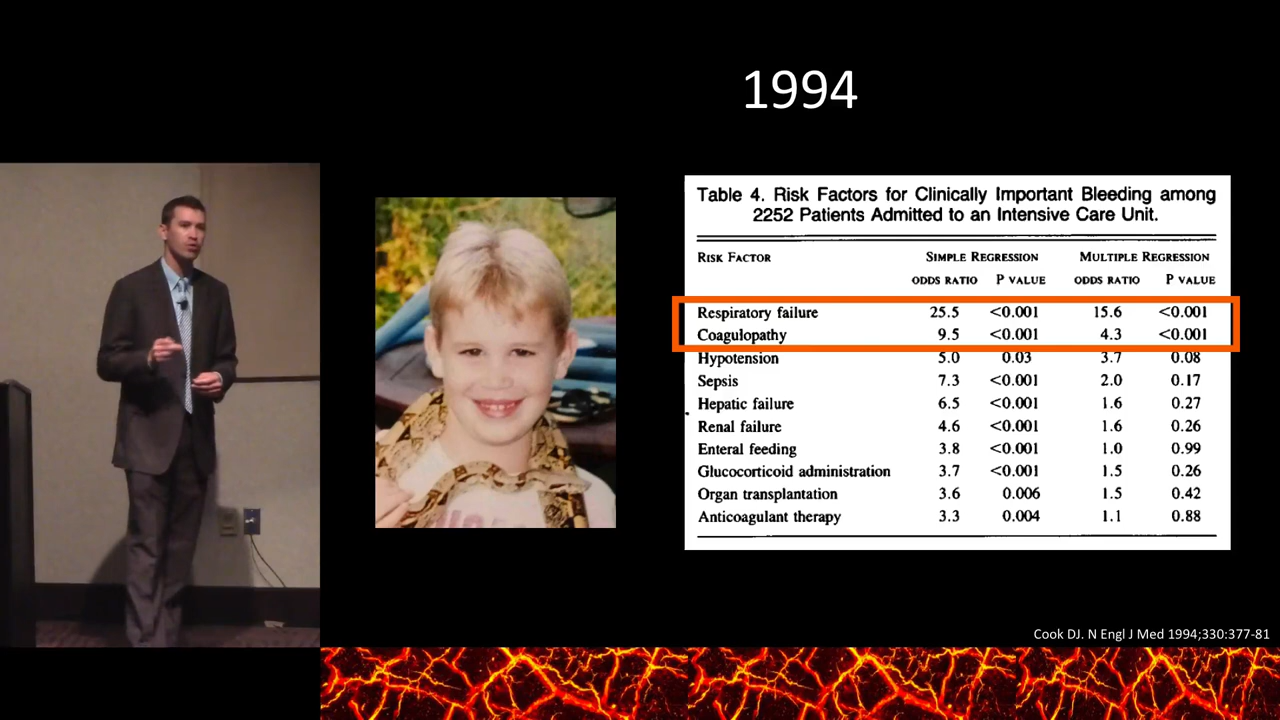 1994
Table 4. Risk Factors for Clinically Important Bleeding among
2252 Patients Admitted to an Intensive Care Unit.
RISK FACTOR SIMPLE REGRESSION MULTIPLE REGRESSION
ODDS RATIO P VALUE ODDS RATIO P VALUE
Respiratory failure 25.5 <0.001 15.6 <0.001
Coagulopathy 9.5 <0.001 4.3 <0.001
Hypotension 5.0 0.03 3.7 0.08
Sepsis 7.3 <0.001 2.0 0.17
Hepatic failure 6.5 <0.001 1.6 0.27
Renal failure 4.6 <0.001 1.6 0.26
Enteral feeding 3.8 <0.001 1.0 0.99
Glucocorticoid administration 3.7 <0.001 1.5 0.26
Organ transplantation 3.6 0.006 1.5 0.42
Anticoagulant therapy 3.3 0.004 1.1 0.88
Cook DJ. N Engl J Med 1994;330:377-81